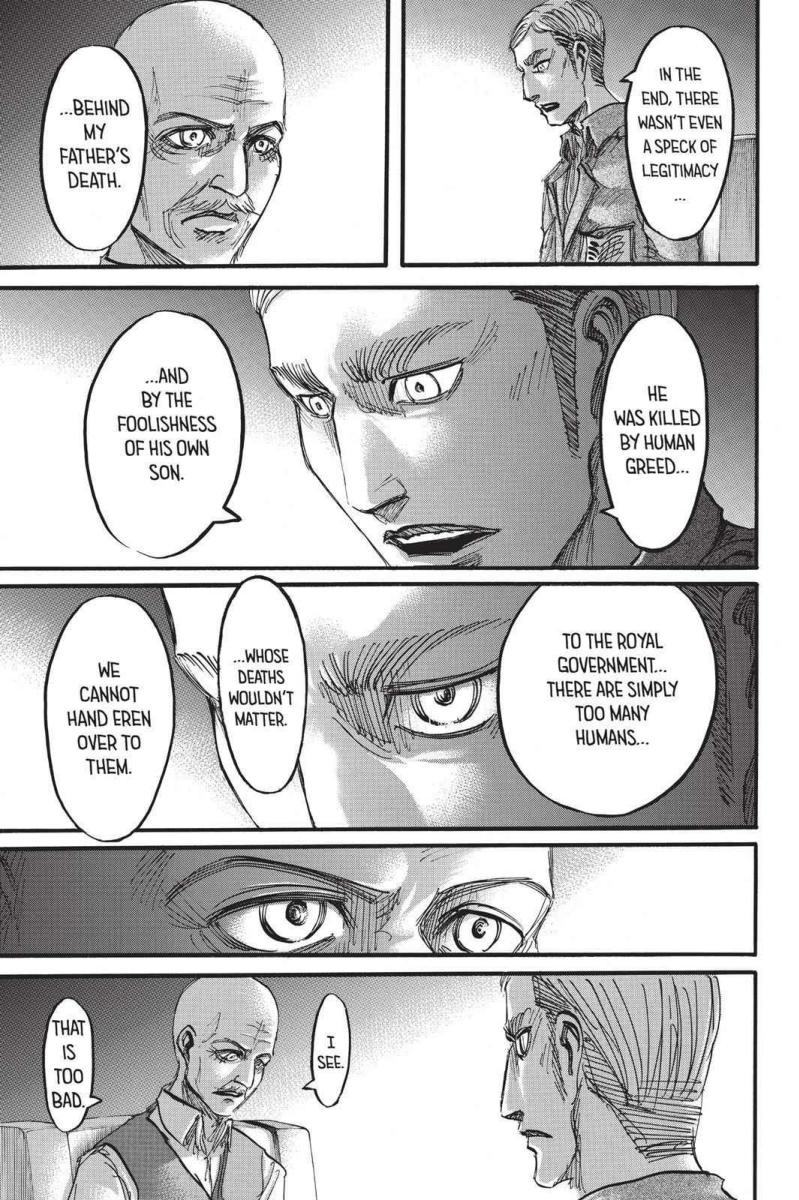 IN THE
END, THERE
WASN'T EVEN
A SPECK OF
LEGITIMACY
...
...BEHIND
MY
FATHER'S
DEATH.
HE
WAS KILLED
BY HUMAN
GREED...
...AND
BY THE
FOOLISHNESS
OF HIS OWN
SON.
TO THE ROYAL
GOVERNMENT...
THERE ARE SIMPLY
TOO MANY
HUMANS...
...WHOSE
DEATHS
WOULDN'T
MATTER.
WE
CANNOT
HAND EREN
OVER TO
THEM.
I
SEE.
THAT
IS
TOO
BAD.